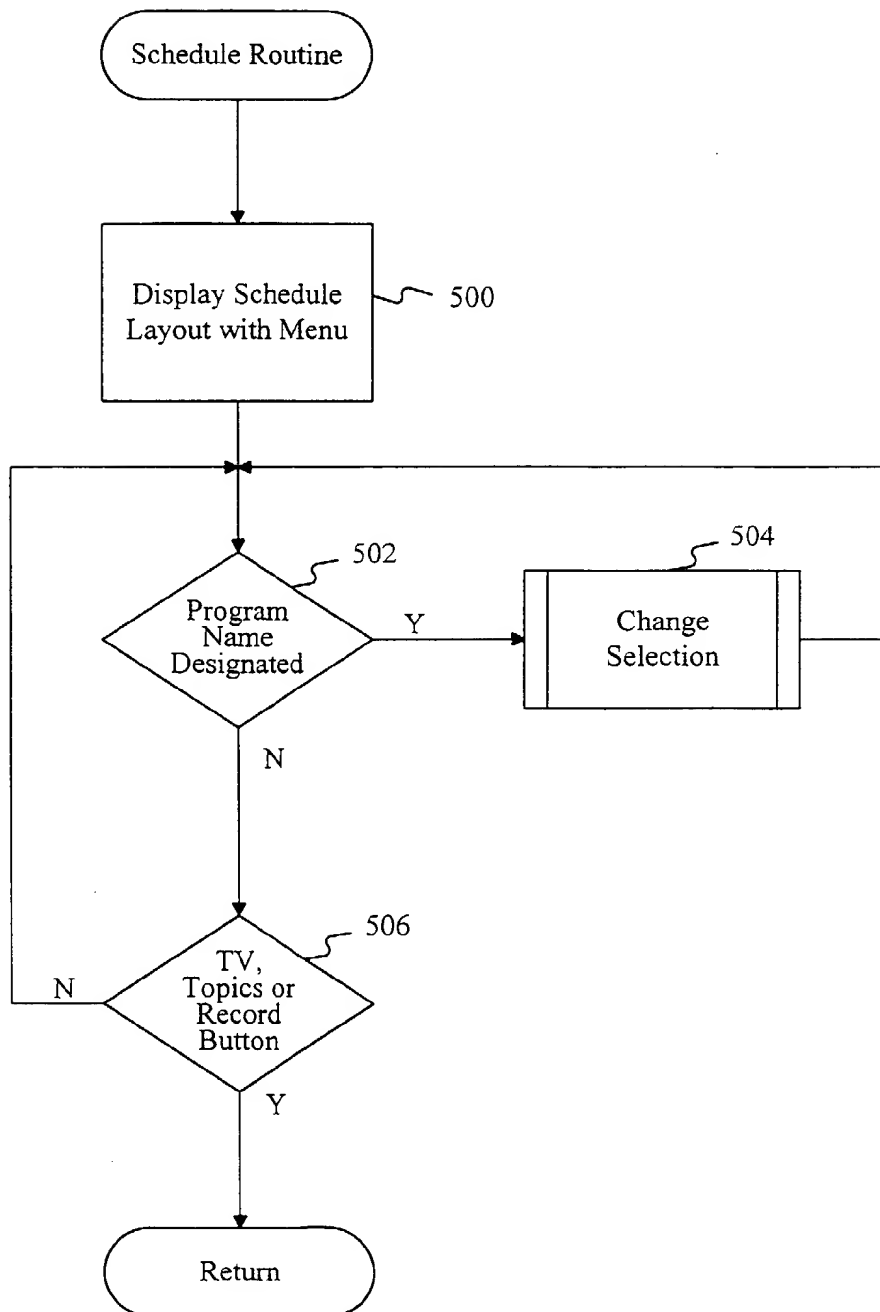 Schedule Routine
Display Schedule
Layout with Menu
500
502
504
Program
Name
Designated
Y
Change
Selection
N
506
TV,
Topics or
Record
Button
N
Y
Return